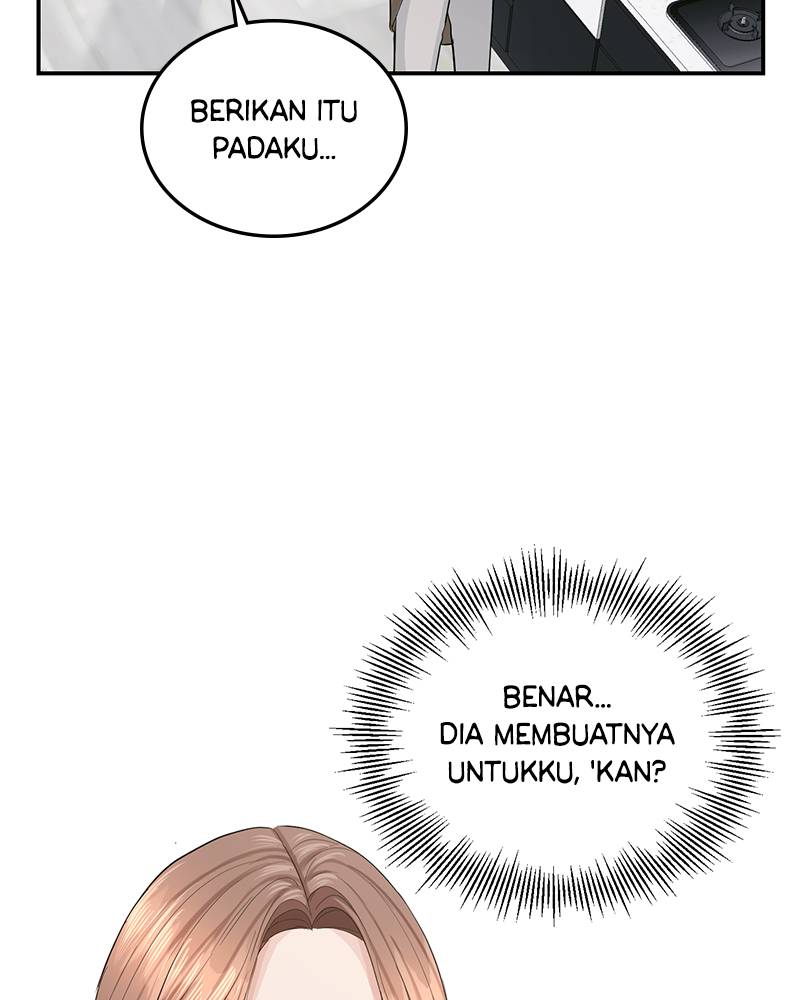 BERIKAN ITU
PADAKU...
BENAR...
DIA MEMBUATNYA
UNTUKKU, 'KAN?